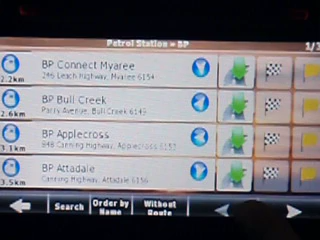 Petrol Station » BP 1/3
BP Connect Myaree
246 Leach Highway, Myaree 6154
2.2km
BP Bull Creek
Parry Avenue, Bull Creek 6149
2.6km
BP Applecross
848 Canning Highway, Applecross 6153
3.1km
BP Attadale
Canning Highway, Attadale 6156
3.5km
Search Order by Name Without Route